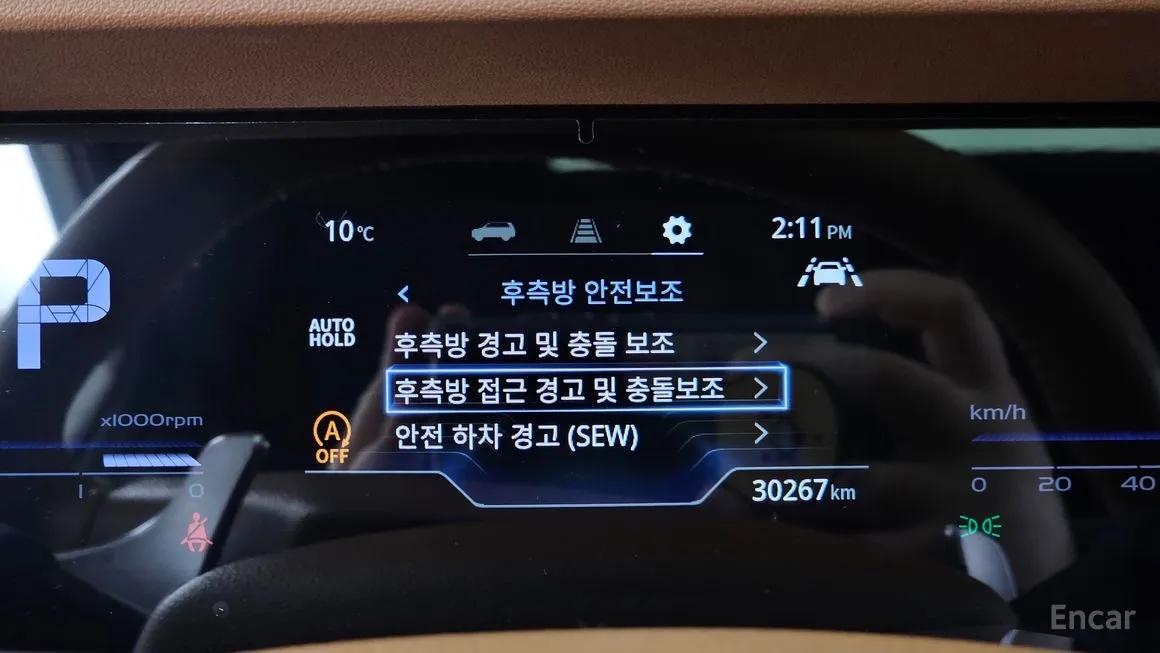 10℃
2:11 PM
P
후측방 안전보조
AUTO
HOLD
후측방 경고 및 충돌 보조
후측방 접근 경고 및 충돌보조
안전 하차 경고 (SEW)
x1000rpm
A
OFF
1 0
km/h
0 20 40
30267km
Encar